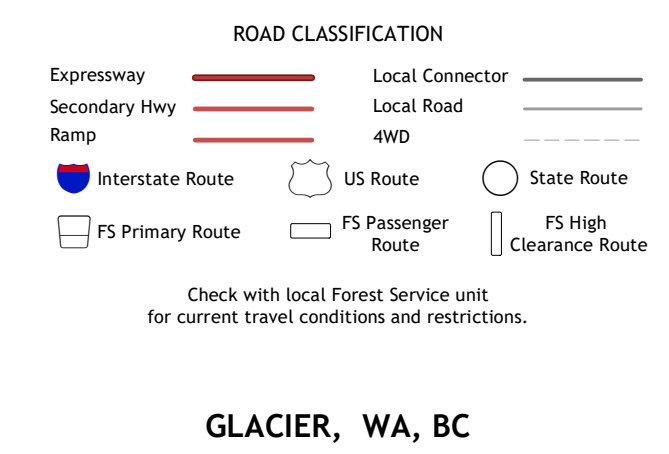 ROAD CLASSIFICATION
Expressway
Local Connector
Secondary Hwy
Local Road
Ramp
4WD
Interstate Route
US Route
State Route
FS Primary Route
FS Passenger
Route
FS High
Clearance Route
Check with local Forest Service unit
for current travel conditions and restrictions.
GLACIER, WA, BC